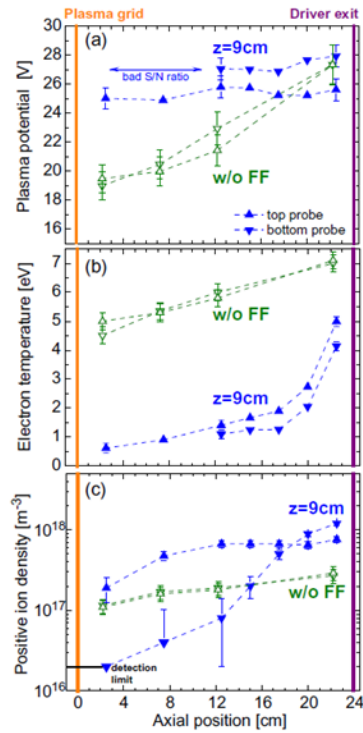 Plasma grid Driver exit
(a)
z=9cm
bad S/N ratio
w/o FF
top probe
bottom probe
Plasma potential [V]
30
28
26
24
22
20
18
16
(b)
w/o FF
z=9cm
Electron temperature [eV]
7
6
5
4
3
2
1
0
(c)
z=9cm
w/o FF
detection
limit
Positive ion density [m⁻³]
10¹⁸
10¹⁷
10¹⁶
0 4 8 12 16 20 24
Axial position [cm]